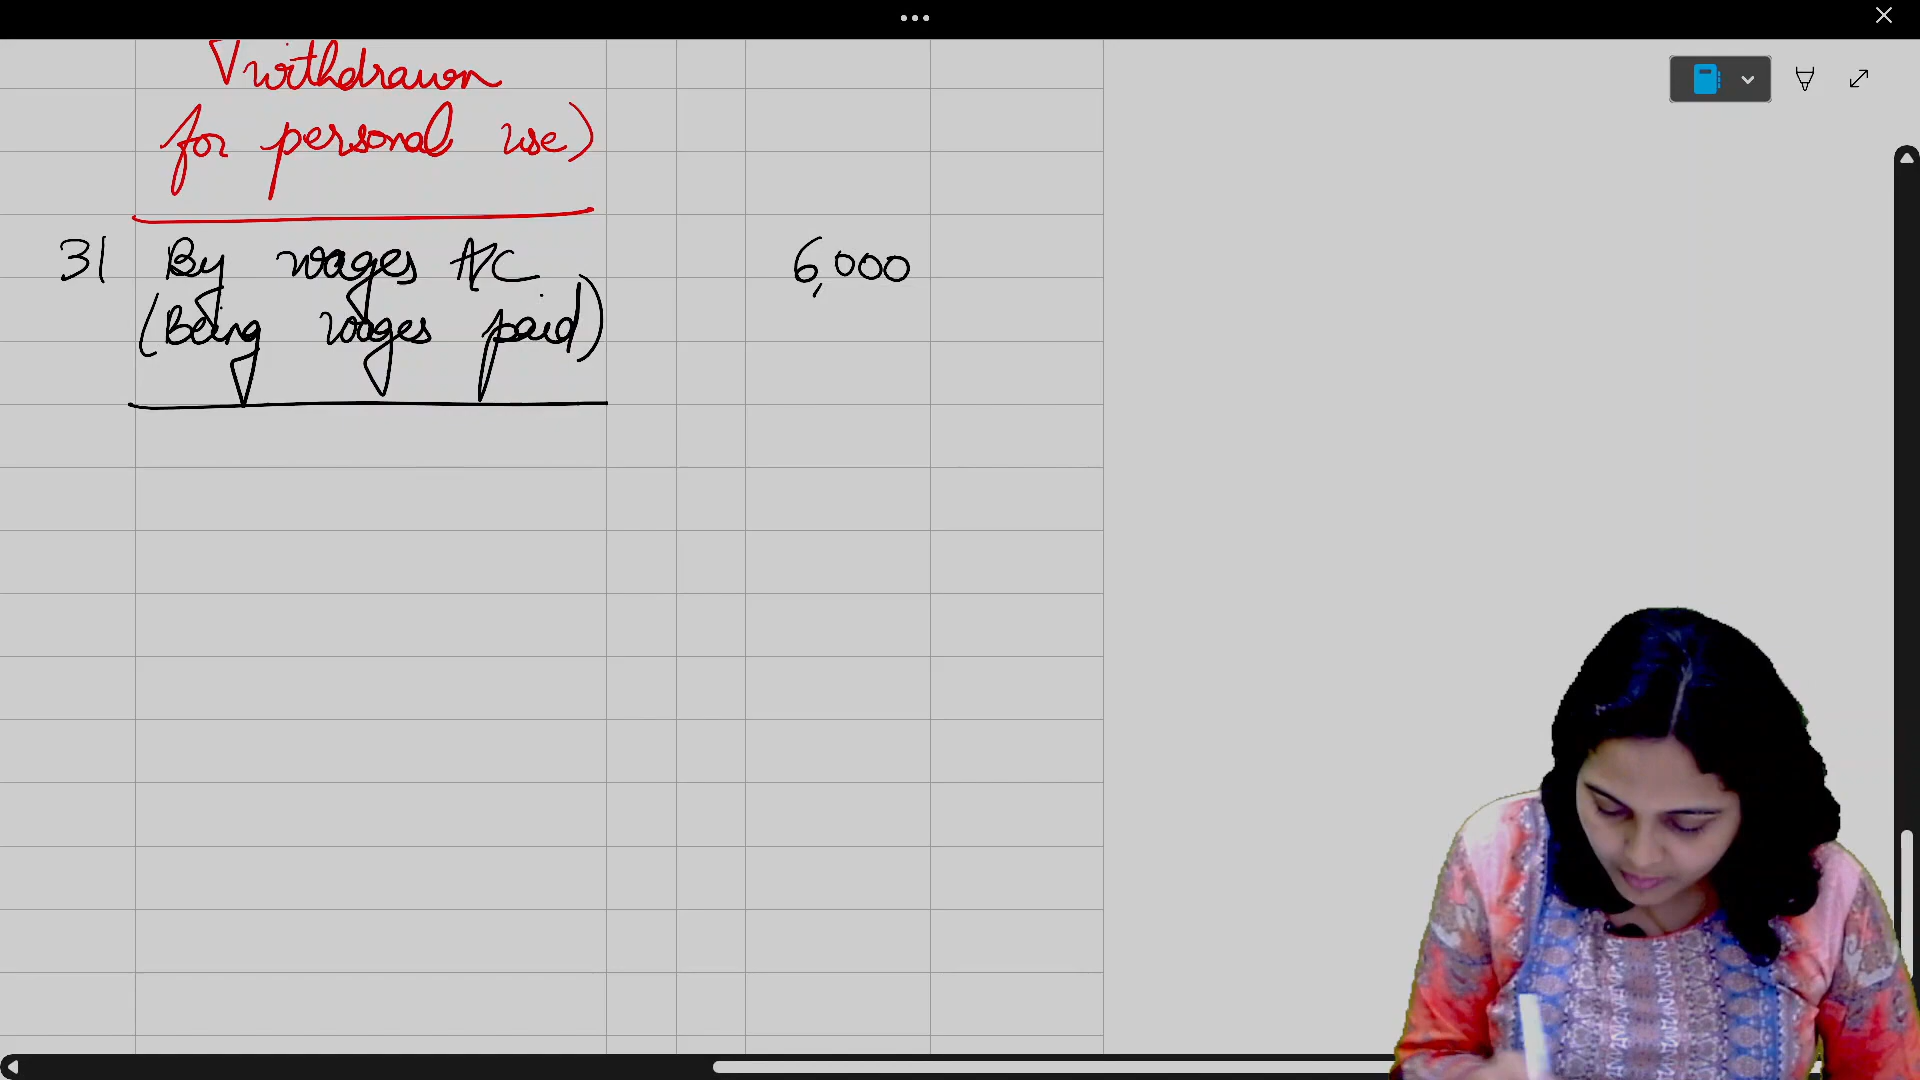 withdrawn
for personal use)
31 By wages A/C 6,000
(Being wages paid)